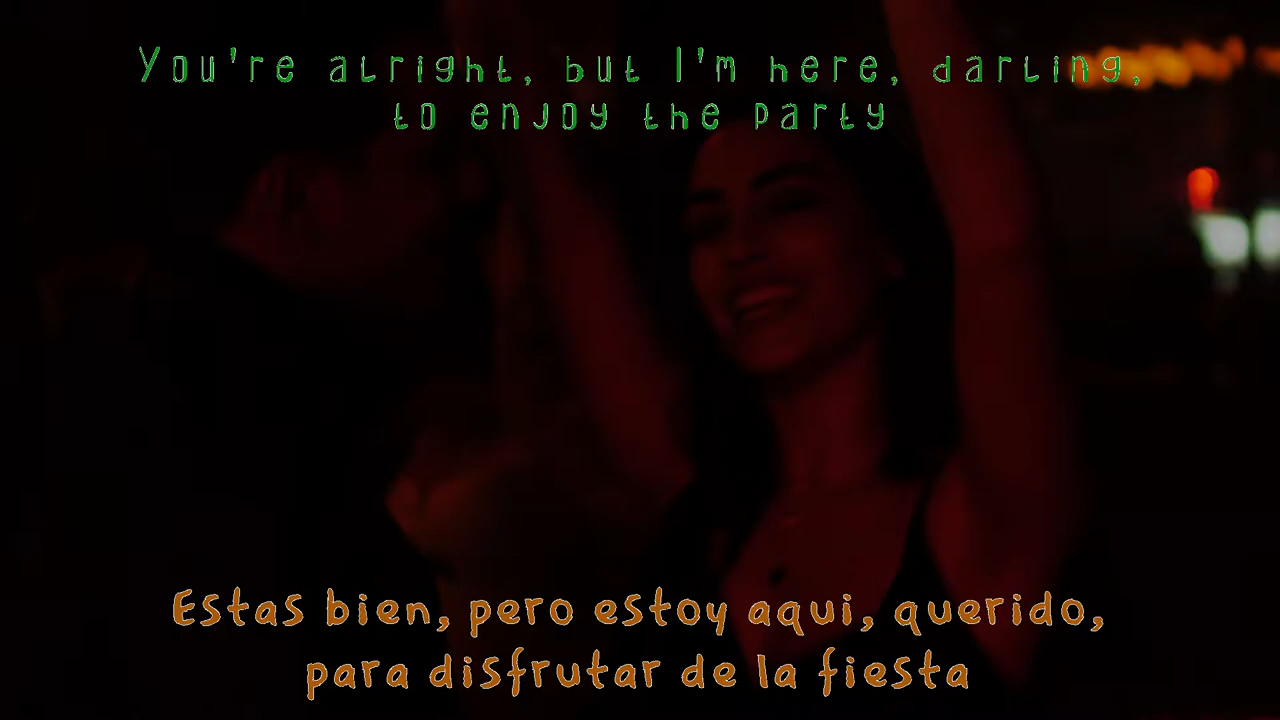 You're alright, but I'm here, darling,
to enjoy the party
Estas bien, pero estoy aqui, querido,
para disfrutar de la fiesta